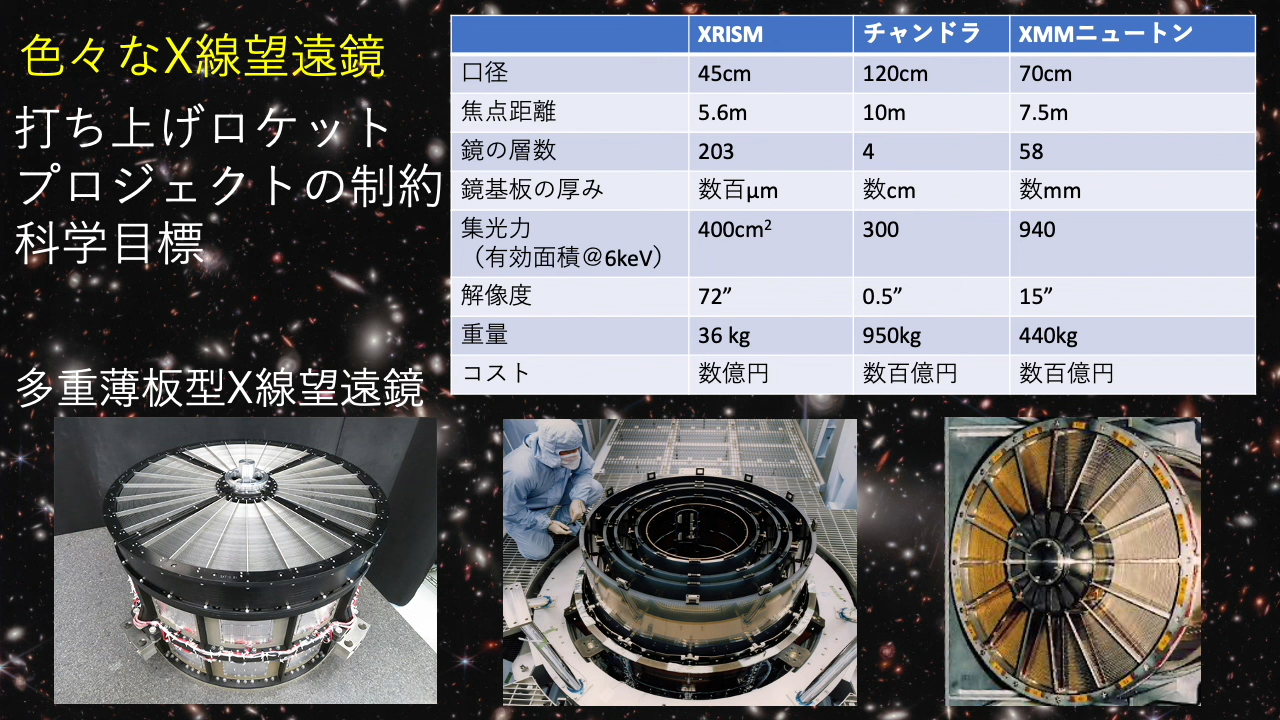 色々なX線望遠鏡
打ち上げロケット
プロジェクトの制約
科学目標
多重薄板型X線望遠鏡
XRISM チャンドラ XMMニュートン
口径 45cm 120cm 70cm
焦点距離 5.6m 10m 7.5m
鏡の層数 203 4 58
鏡基板の厚み 数百μm 数cm 数mm
集光力 400cm² 300 940
（有効面積＠6keV）
解像度 72” 0.5” 15”
重量 36 kg 950kg 440kg
コスト 数億円 数百億円 数百億円